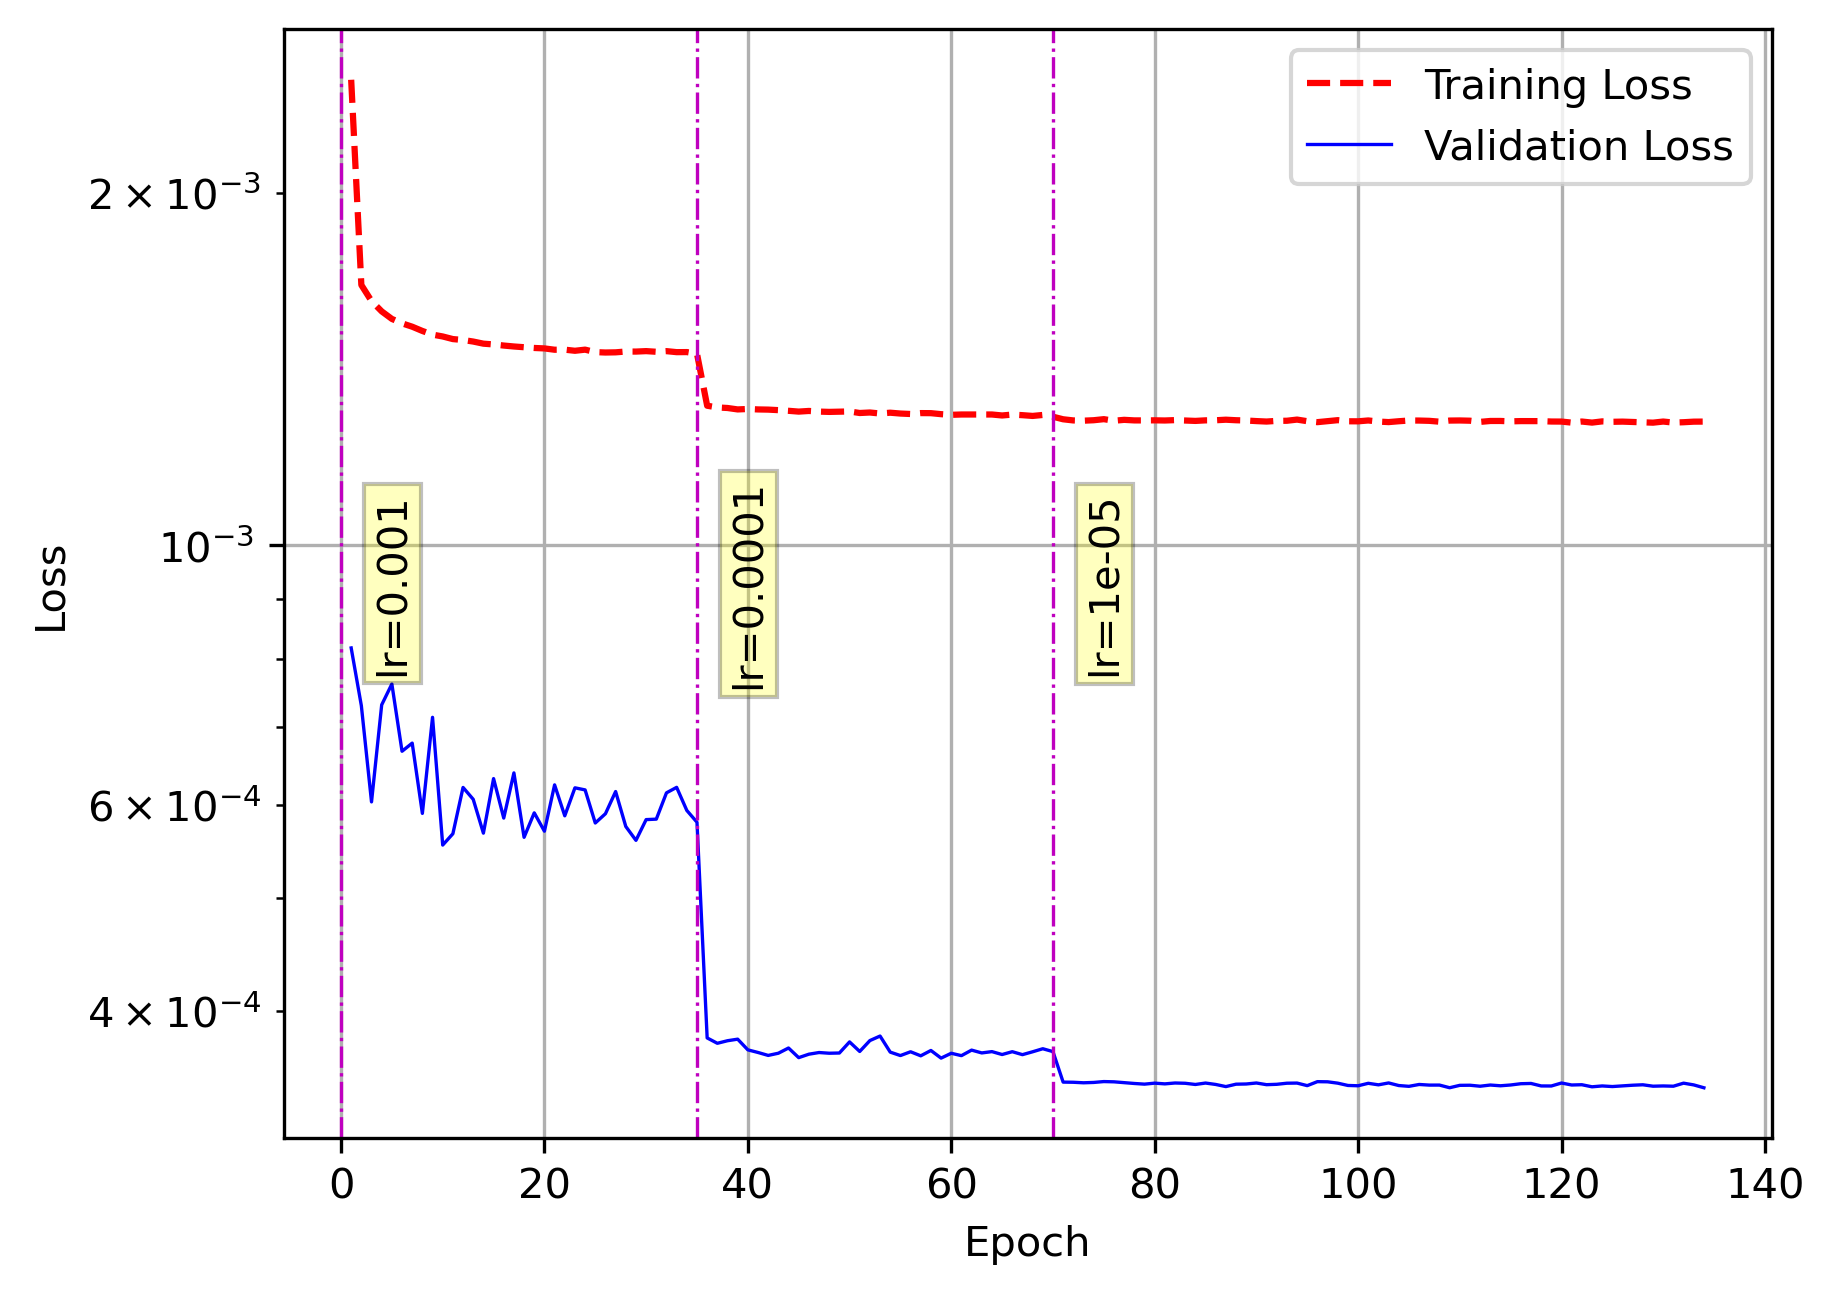 Training Loss
Validation Loss
2 × 10⁻³
10⁻³
6 × 10⁻⁴
4 × 10⁻⁴
Loss
lr=0.001
lr=0.0001
lr=1e-05
0 20 40 60 80 100 120 140
Epoch